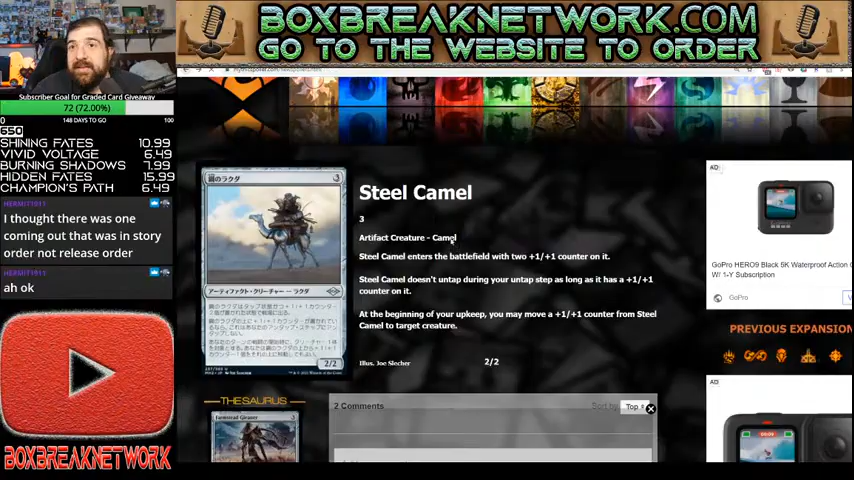 BOXBREAKNETWORK.COM
GO TO THE WEBSITE TO ORDER
Subscriber Goal for Graded Card Giveaway
72 (72.00%)
0
148 DAYS TO GO
100
650
SHINING FATES 10.99
VIVID VOLTAGE 6.49
BURNING SHADOWS 7.99
HIDDEN FATES 15.99
CHAMPION'S PATH 6.49
HERMIT1911
I thought there was one
coming out that was in story
order not release order
HERMIT1911
ah ok
BOXBREAKNETWORK
鋼のラクダ
3
アーティファクト・クリーチャー — ラクダ
2/2
Steel Camel
3
Artifact Creature - Camel
Steel Camel enters the battlefield with two +1/+1 counter on it.
Steel Camel doesn't untap during your untap step as long as it has a +1/+1
counter on it.
At the beginning of your upkeep, you may move a +1/+1 counter from Steel
Camel to target creature.
Illus. Joe Slecher
2/2
THESAURUS
Farmstead Gleaner
3
2 Comments
Sort by
Top
AD
GoPro HERO9 Black 5K Waterproof Action
W/ 1-Y Subscription
GoPro
PREVIOUS EXPANSION
AD